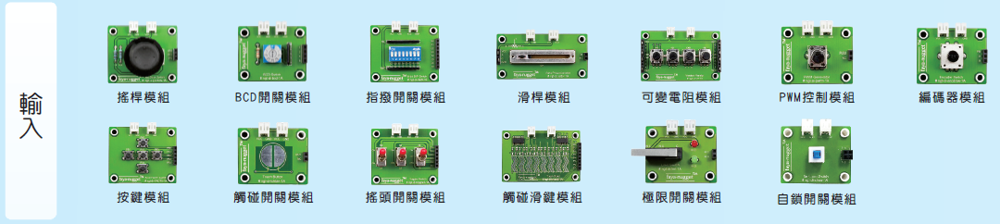 輸入
搖桿模組
BCD開關模組
指撥開關模組
滑桿模組
可變電阻模組
PWM控制模組
編碼器模組
按鍵模組
觸碰開關模組
搖頭開關模組
觸碰滑鍵模組
極限開關模組
自鎖開關模組